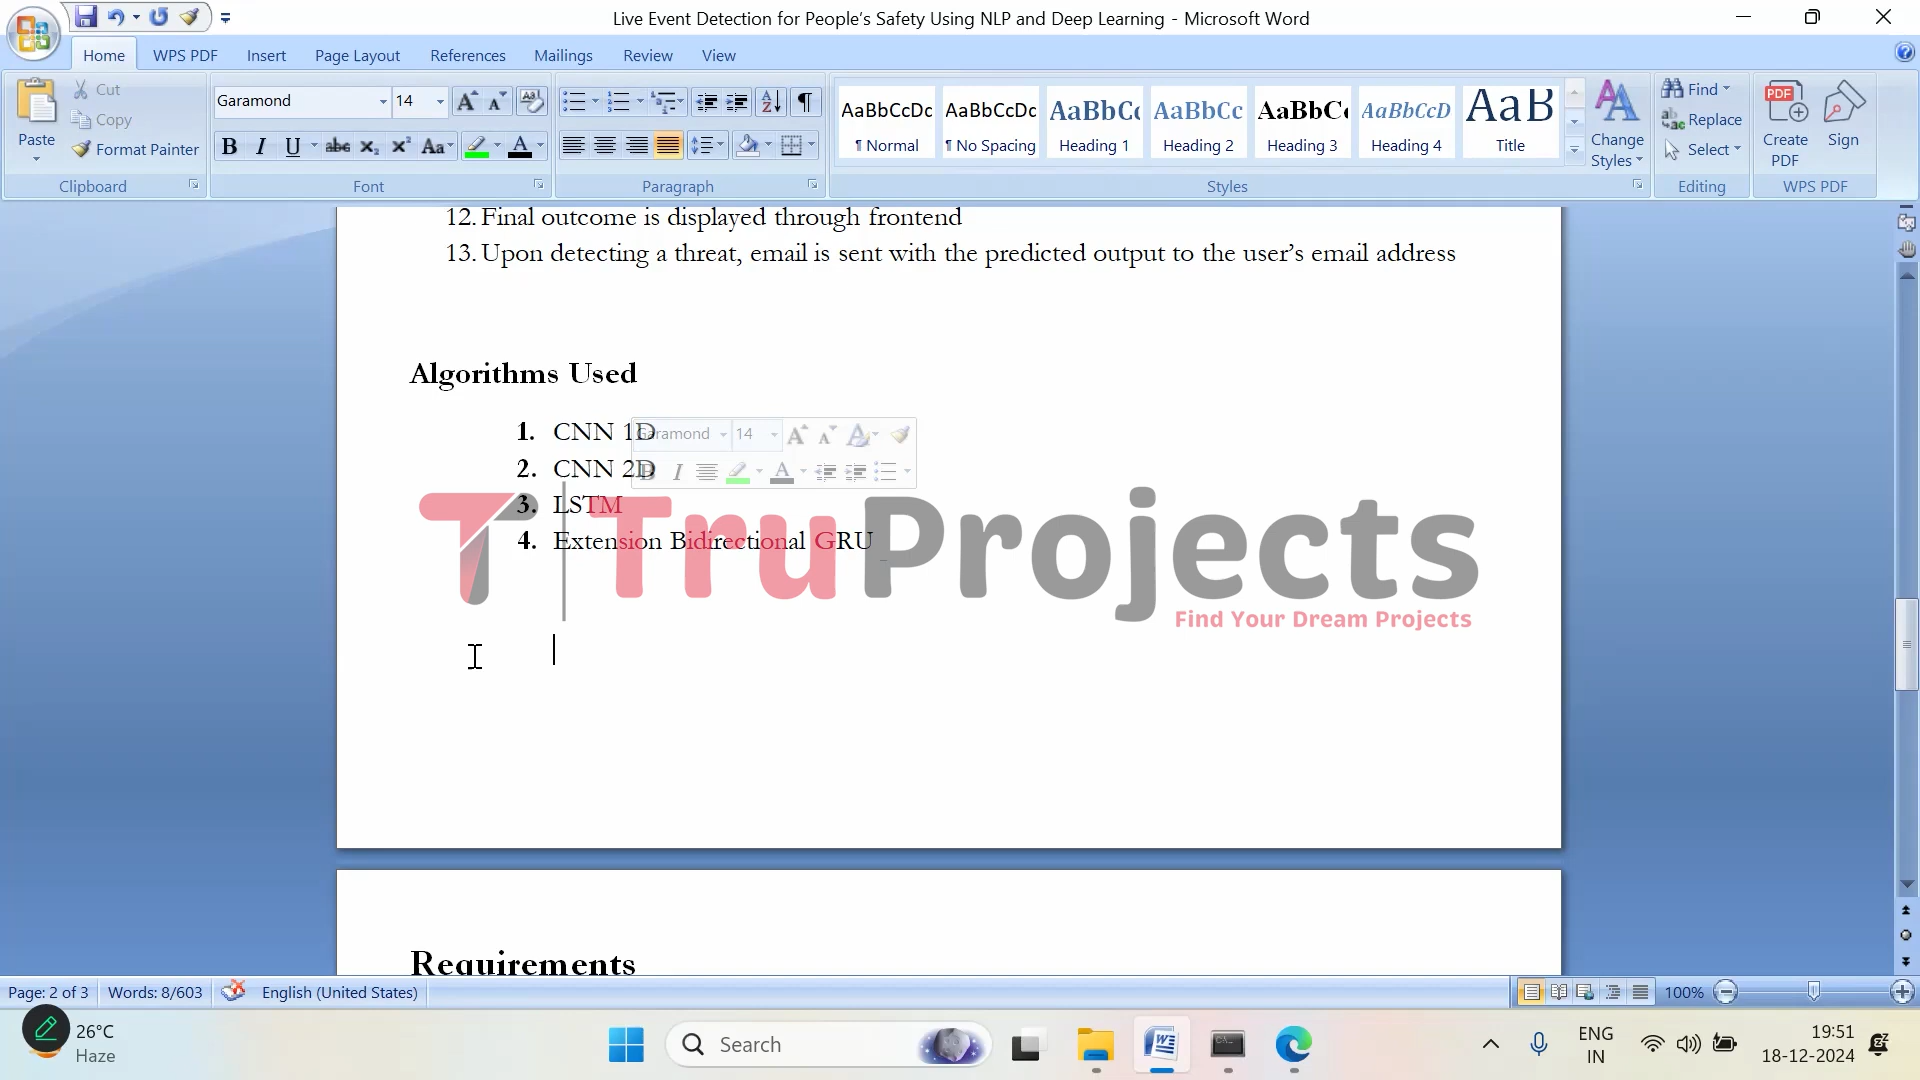 Live Event Detection for People's Safety Using NLP and Deep Learning - Microsoft Word
Home WPS PDF Insert Page Layout References Mailings Review View
Paste Cut Copy Format Painter
Garamond 14
B I U abc
AaBbCcDc AaBbCcDc AaBbCc AaBbCc AaBbCc AaBbCcD AaB
¶ Normal ¶ No Spacing Heading 1 Heading 2 Heading 3 Heading 4 Title
Change Styles
Find Replace Select
Create PDF Sign
Clipboard Font Paragraph Styles Editing WPS PDF
12. Final outcome is displayed through frontend
13. Upon detecting a threat, email is sent with the predicted output to the user's email address
Algorithms Used
1. CNN 1D
Garamond 14
2. CNN 2D
B I
3. LSTM
4. Extension Bidirectional GRU
TruProjects
Find Your Dream Projects
Requirements
Page: 2 of 3 Words: 8/603 English (United States) 100%
26°C
Haze
Search
ENG
IN
19:51
18-12-2024